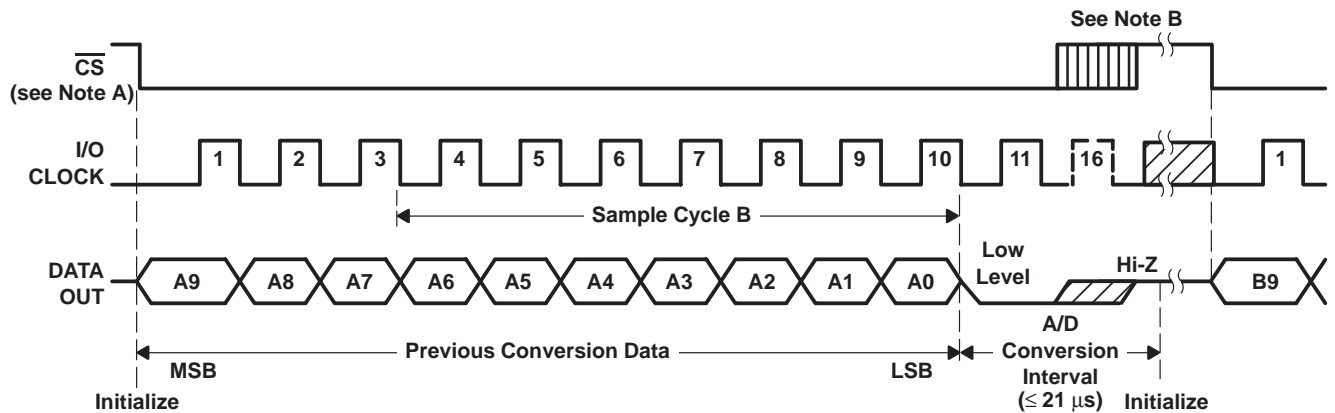 See Note B
CS
(see Note A)
I/O
CLOCK
1 2 3 4 5 6 7 8 9 10 11 16 1
Sample Cycle B
DATA
OUT
A9 A8 A7 A6 A5 A4 A3 A2 A1 A0
Low
Level
Hi-Z
B9
Previous Conversion Data
MSB
LSB
A/D
Conversion
Interval
(≤ 21 μs)
Initialize
Initialize